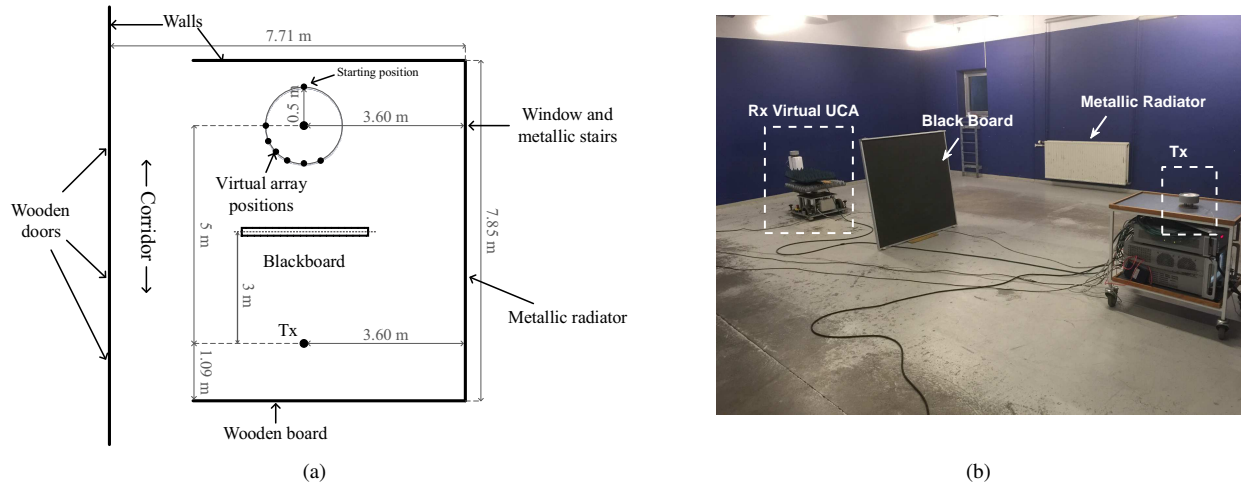 Walls
7.71 m
Starting position
0.5 m
3.60 m
Window and
metallic stairs
Virtual array
positions
Wooden
doors
← Corridor →
5 m
7.85 m
Blackboard
3 m
Metallic radiator
Tx
3.60 m
1.09 m
Wooden board
(a)
Rx Virtual UCA
Black Board
Metallic Radiator
Tx
(b)